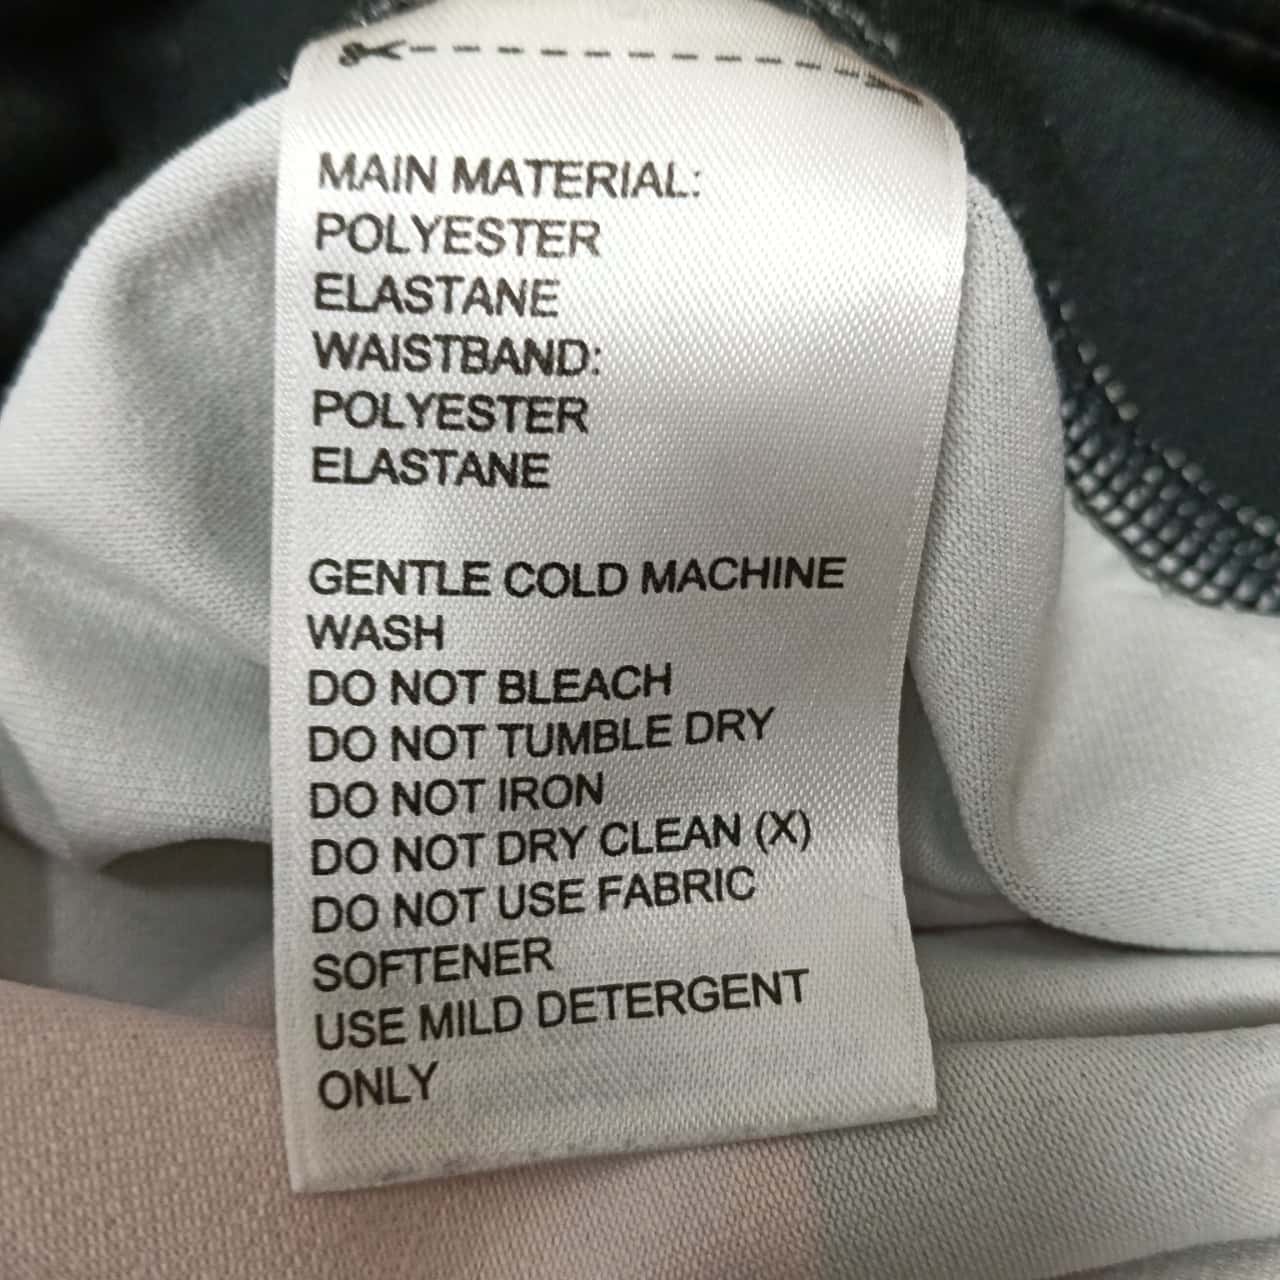 MAIN MATERIAL:
POLYESTER
ELASTANE
WAISTBAND:
POLYESTER
ELASTANE
GENTLE COLD MACHINE
WASH
DO NOT BLEACH
DO NOT TUMBLE DRY
DO NOT IRON
DO NOT DRY CLEAN (X)
DO NOT USE FABRIC
SOFTENER
USE MILD DETERGENT
ONLY